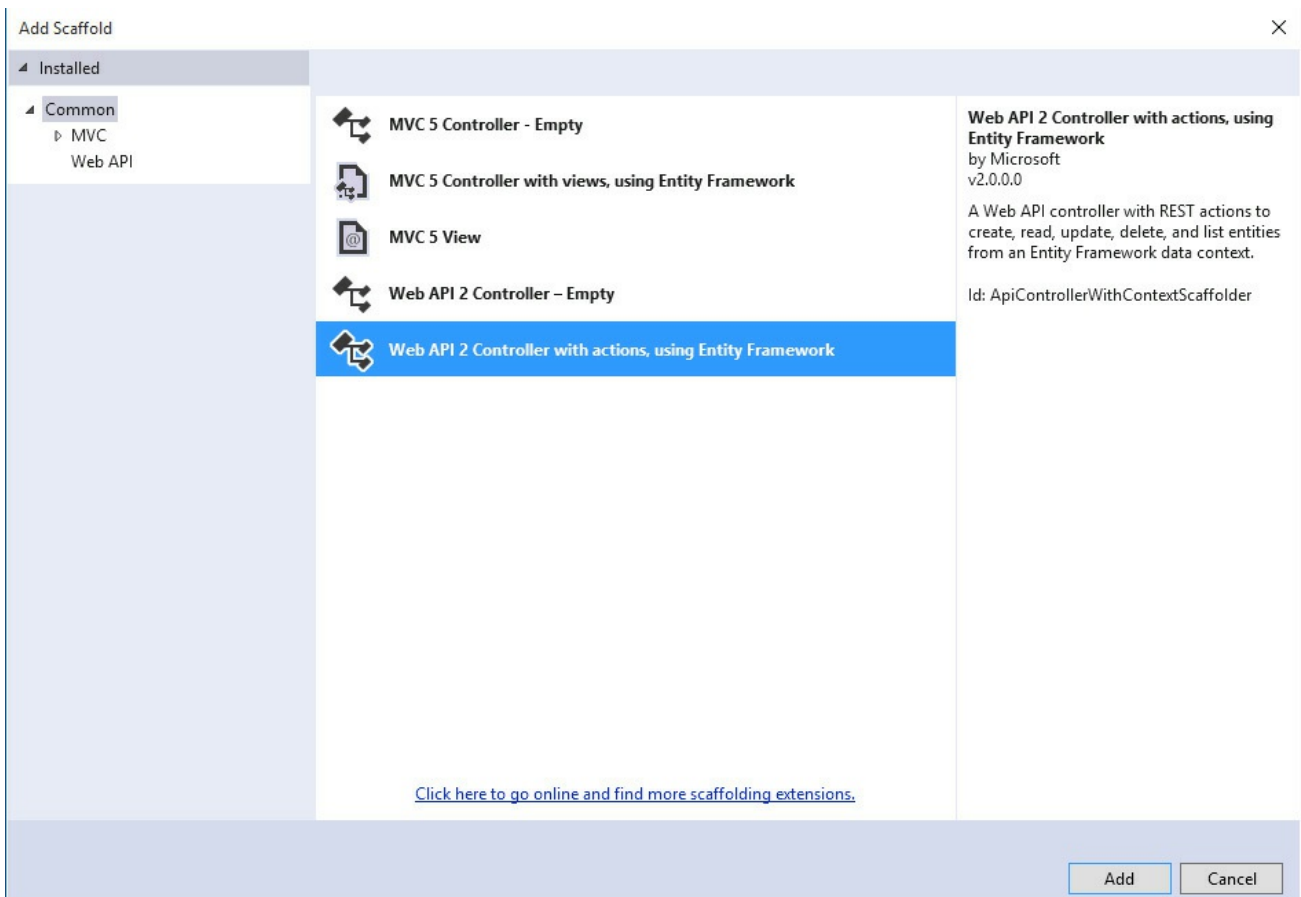 Add Scaffold
Installed
Common
MVC
Web API
MVC 5 Controller - Empty
MVC 5 Controller with views, using Entity Framework
MVC 5 View
Web API 2 Controller – Empty
Web API 2 Controller with actions, using Entity Framework
Click here to go online and find more scaffolding extensions.
Web API 2 Controller with actions, using
Entity Framework
by Microsoft
v2.0.0.0
A Web API controller with REST actions to
create, read, update, delete, and list entities
from an Entity Framework data context.
Id: ApiControllerWithContextScaffolder
Add
Cancel